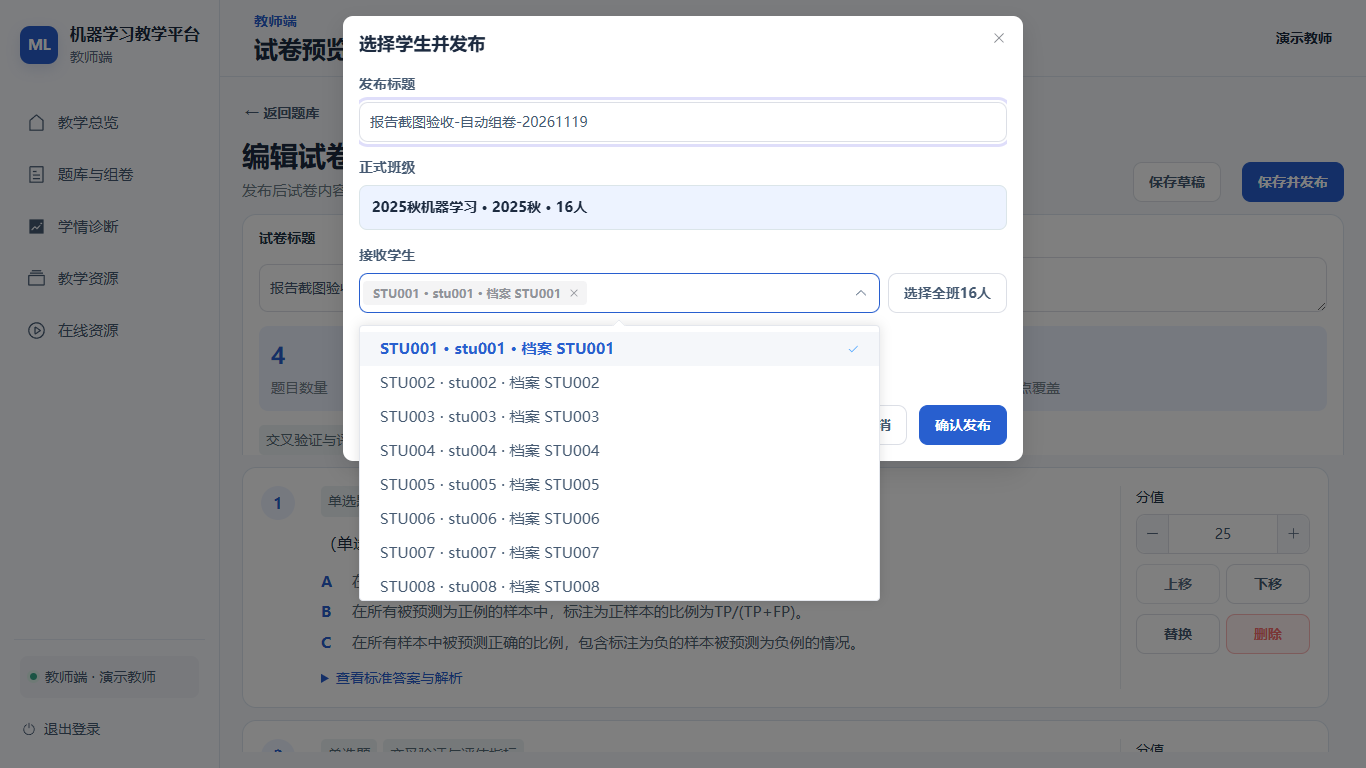 ML
机器学习教学平台
教师端
教学总览
题库与组卷
学情诊断
教学资源
在线资源
教师端 · 演示教师
退出登录
教师端
试卷预览
演示教师
← 返回题库
编辑试卷
发布后试卷内容
保存草稿
保存并发布
试卷标题
报告截图验
4
题目数量
点覆盖
交叉验证与
选择学生并发布
发布标题
报告截图验收-自动组卷-20261119
正式班级
2025秋机器学习 • 2025秋 • 16人
接收学生
STU001 • stu001 • 档案 STU001
选择全班16人
STU001 • stu001 • 档案 STU001
STU002 · stu002 · 档案 STU002
STU003 · stu003 · 档案 STU003
STU004 · stu004 · 档案 STU004
STU005 · stu005 · 档案 STU005
STU006 · stu006 · 档案 STU006
STU007 · stu007 · 档案 STU007
STU008 · stu008 · 档案 STU008
消
确认发布
1
单选
（单选
A 在
B 在所有被预测为正例的样本中，标注为正样本的比例为TP/(TP+FP)。
C 在所有样本中被预测正确的比例，包含标注为负的样本被预测为负例的情况。
查看标准答案与解析
分值
25
上移
下移
替换
删除
单选题
交叉验证与评估指标
分值